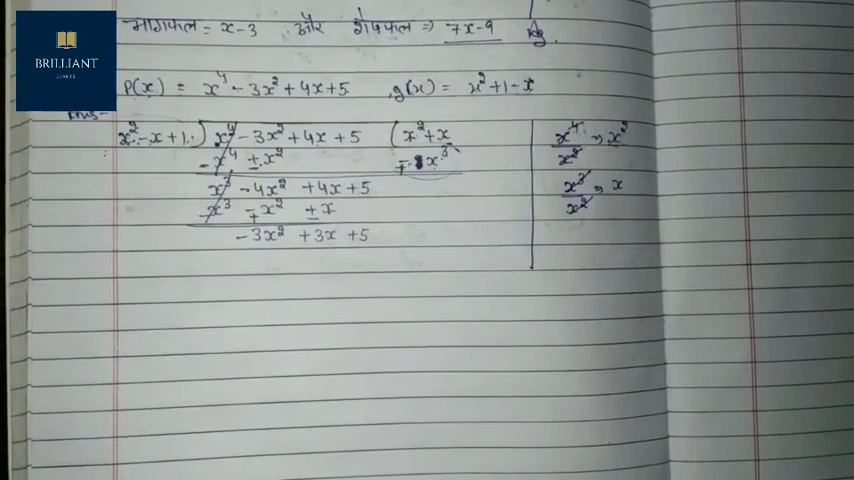 BRILLIANT
भागफल = x-3 और शेषफल => 7x-9
P(x) = x⁴ - 3x² + 4x + 5 , g(x) = x² + 1 - x
Ans-
x² - x + 1 ) x⁴ - 3x² + 4x + 5 ( x² + x
- x⁴ ± x² ∓ x³
x³ - 4x² + 4x + 5
- x³ ∓ x² ± x
- 3x² + 3x + 5
x⁴/x² => x²
x³/x² => x